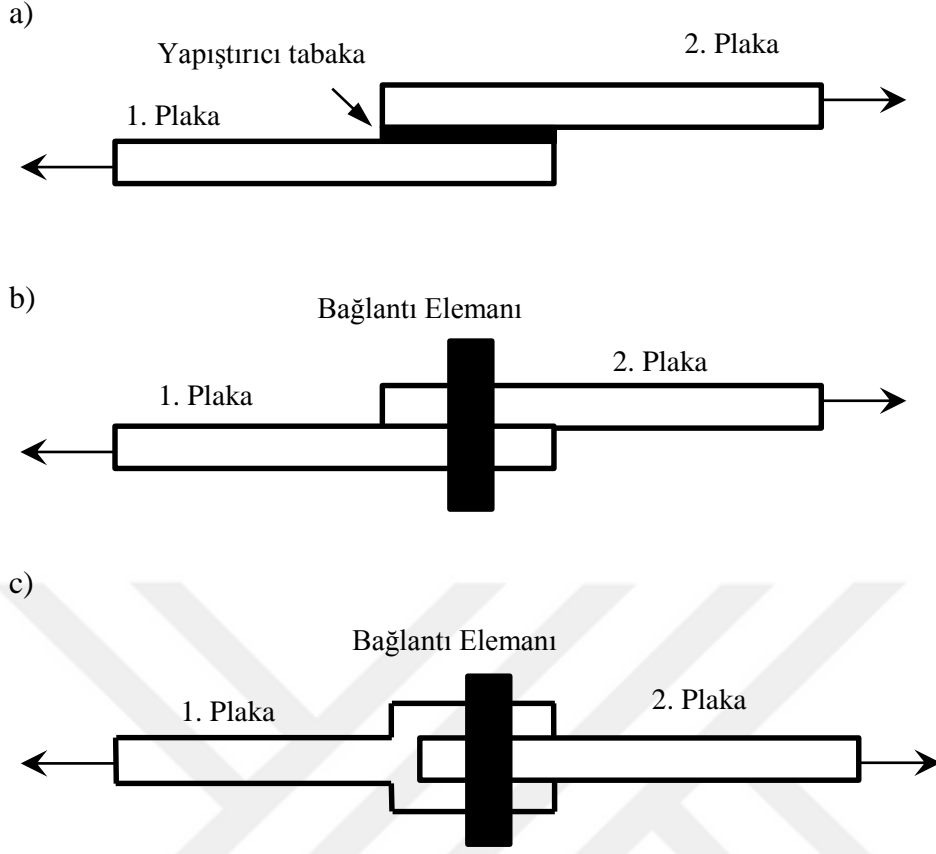 a)
Yapıştırıcı tabaka
2. Plaka
1. Plaka
b)
Bağlantı Elemanı
2. Plaka
1. Plaka
c)
Bağlantı Elemanı
1. Plaka
2. Plaka